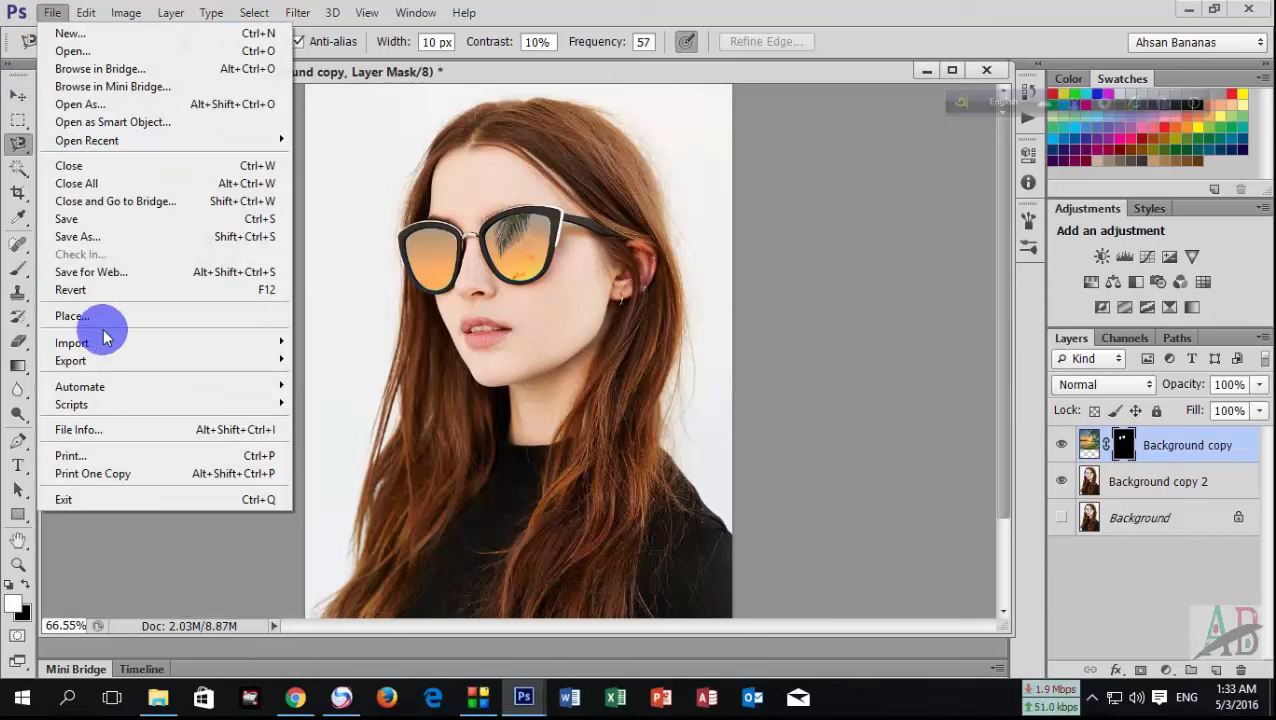 Ps File Edit Image Layer Type Select Filter 3D View Window Help
Anti-alias Width: 10 px Contrast: 10% Frequency: 57 Refine Edge... Ahsan Bananas
und copy, Layer Mask/8) *
New... Ctrl+N
Open... Ctrl+O
Browse in Bridge... Alt+Ctrl+O
Browse in Mini Bridge...
Open As... Alt+Shift+Ctrl+O
Open as Smart Object...
Open Recent
Close Ctrl+W
Close All Alt+Ctrl+W
Close and Go to Bridge... Shift+Ctrl+W
Save Ctrl+S
Save As... Shift+Ctrl+S
Check In...
Save for Web... Alt+Shift+Ctrl+S
Revert F12
Place...
Import
Export
Automate
Scripts
File Info... Alt+Shift+Ctrl+I
Print... Ctrl+P
Print One Copy Alt+Shift+Ctrl+P
Exit Ctrl+Q
Color Swatches
English
Adjustments Styles
Add an adjustment
Layers Channels Paths
Kind
Normal Opacity: 100%
Lock: Fill: 100%
Background copy
Background copy 2
Background
66.55% Doc: 2.03M/8.87M
AB
Mini Bridge Timeline
1.9 Mbps
51.0 kbps
ENG
1:33 AM
5/3/2016